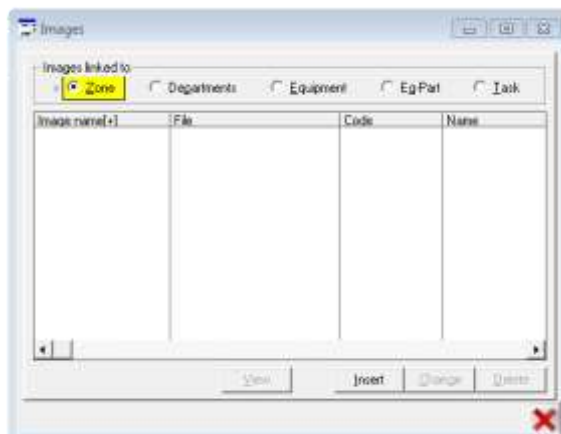 Images
Images linked to
Zone Departments Equipment Eq-Part Task
Image name[+] File Code Name
View Insert Change Delete